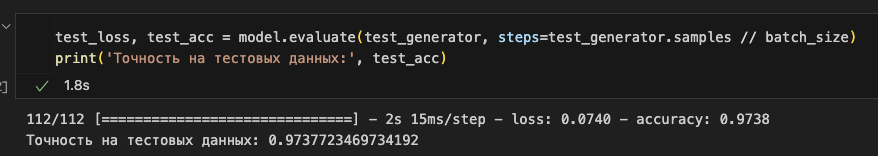 test_loss, test_acc = model.evaluate(test_generator, steps=test_generator.samples // batch_size)
print('Точность на тестовых данных:', test_acc)
✓ 1.8s
112/112 [==============================] - 2s 15ms/step - loss: 0.0740 - accuracy: 0.9738
Точность на тестовых данных: 0.9737723469734192